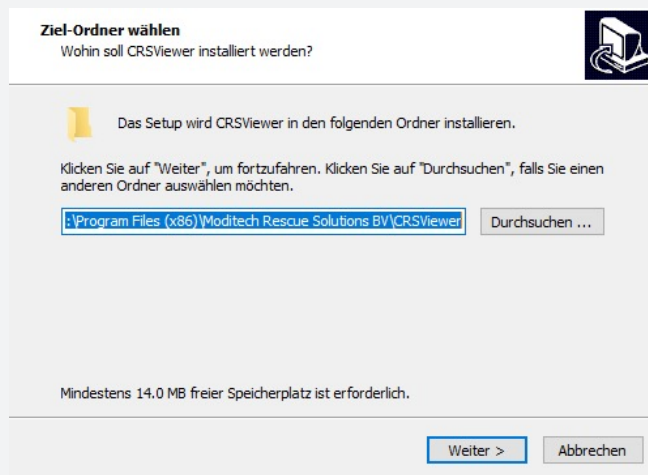 Ziel-Ordner wählen
Wohin soll CRSViewer installiert werden?
Das Setup wird CRSViewer in den folgenden Ordner installieren.
Klicken Sie auf "Weiter", um fortzufahren. Klicken Sie auf "Durchsuchen", falls Sie einen
anderen Ordner auswählen möchten.
:\Program Files (x86)\Moditech Rescue Solutions BV\CRSViewer
Durchsuchen ...
Mindestens 14.0 MB freier Speicherplatz ist erforderlich.
Weiter >
Abbrechen